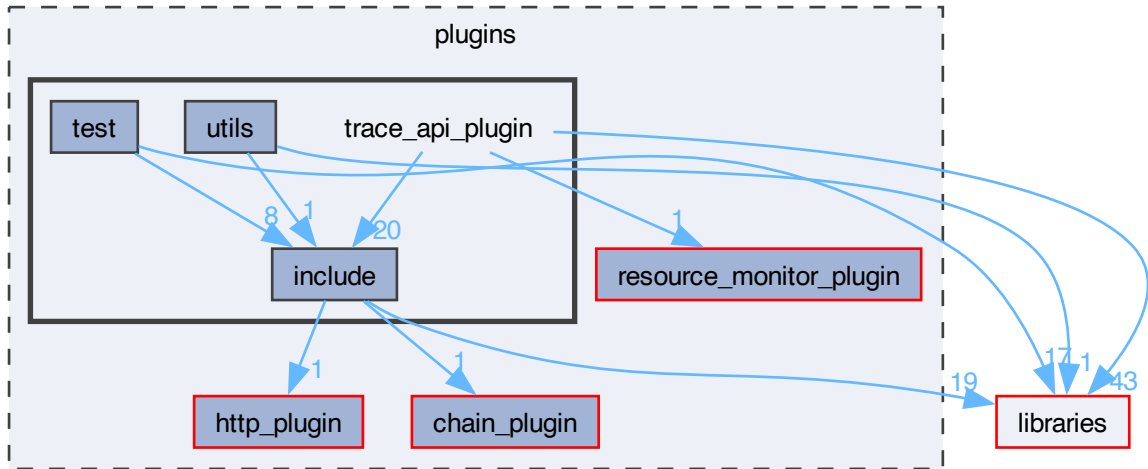 plugins
test
utils
trace_api_plugin
8
1
20
1
include
resource_monitor_plugin
1
1
19
17
1
43
http_plugin
chain_plugin
libraries